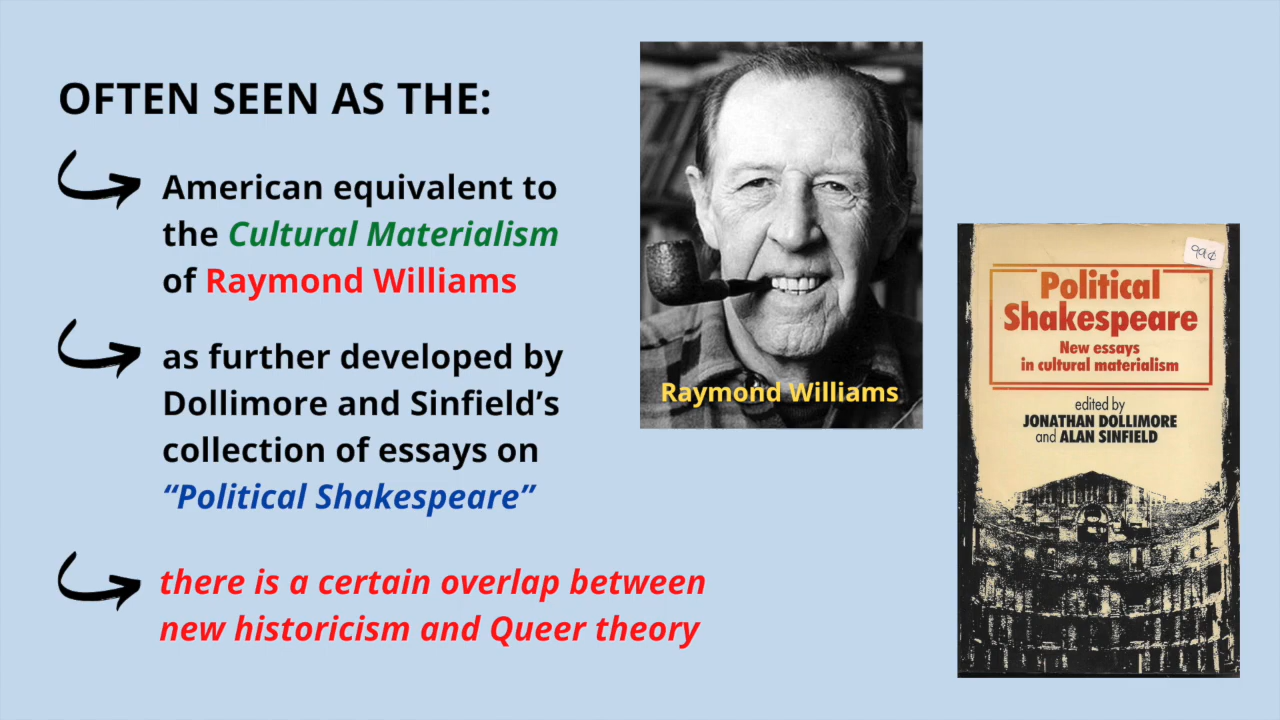 OFTEN SEEN AS THE:
American equivalent to
the Cultural Materialism
of Raymond Williams
as further developed by
Dollimore and Sinfield’s
collection of essays on
“Political Shakespeare”
there is a certain overlap between
new historicism and Queer theory
Raymond Williams
99¢
Political
Shakespeare
New essays
in cultural materialism
edited by
JONATHAN DOLLIMORE
and ALAN SINFIELD